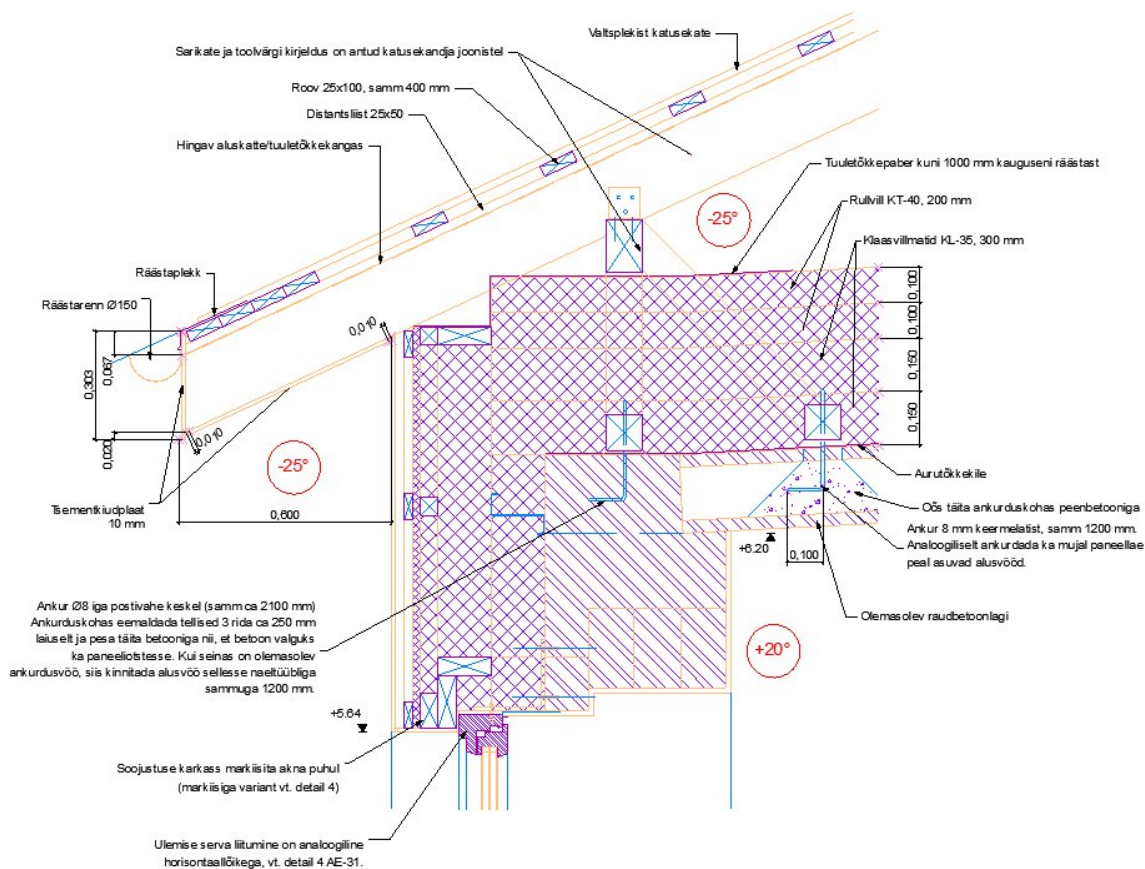 Valtsplekist katusekate
Sarikate ja toolvärgi kirjeldus on antud katusekandja joonistel
Roov 25x100, samm 400 mm
Distantsliist 25x50
Hingav aluskatte/tuuletõkkekangas
Tuuletõkkepaber kuni 1000 mm kauguseni räästast
-25°
Rullvill KT-40, 200 mm
Klaasvillmatid KL-35, 300 mm
Räästaplekk
Räästarenn Ø150
0,100
0,100
0,150
0,150
0,010
0,067
0,303
0,020
0,010
-25°
Tsementkiudplaat
10 mm
0,600
Aurutõkkekile
Oõs täita ankurduskohas peenbetooniga
Ankur 8 mm keermelatist, samm 1200 mm.
Analoogiliselt ankurdada ka mujal paneellae
peal asuvad alusvööd.
+6.20
0,100
Olemasolev raudbetoonlagi
Ankur Ø8 iga postivahe keskel (samm ca 2100 mm)
Ankurduskohas eemaldada tellised 3 rida ca 250 mm
laiuselt ja pesa täita betooniga nii, et betoon valguks
ka paneeliotstesse. Kui seinas on olemasolev
ankurdusvöö, siis kinnitada alusvöö sellesse naeltüübliga
sammuga 1200 mm.
+20°
+5.64
Soojustuse karkass markiisita akna puhul
(markiisiga variant vt. detail 4)
Ulemise serva liitumine on analoogiline
horisontaallõikega, vt. detail 4 AE-31.